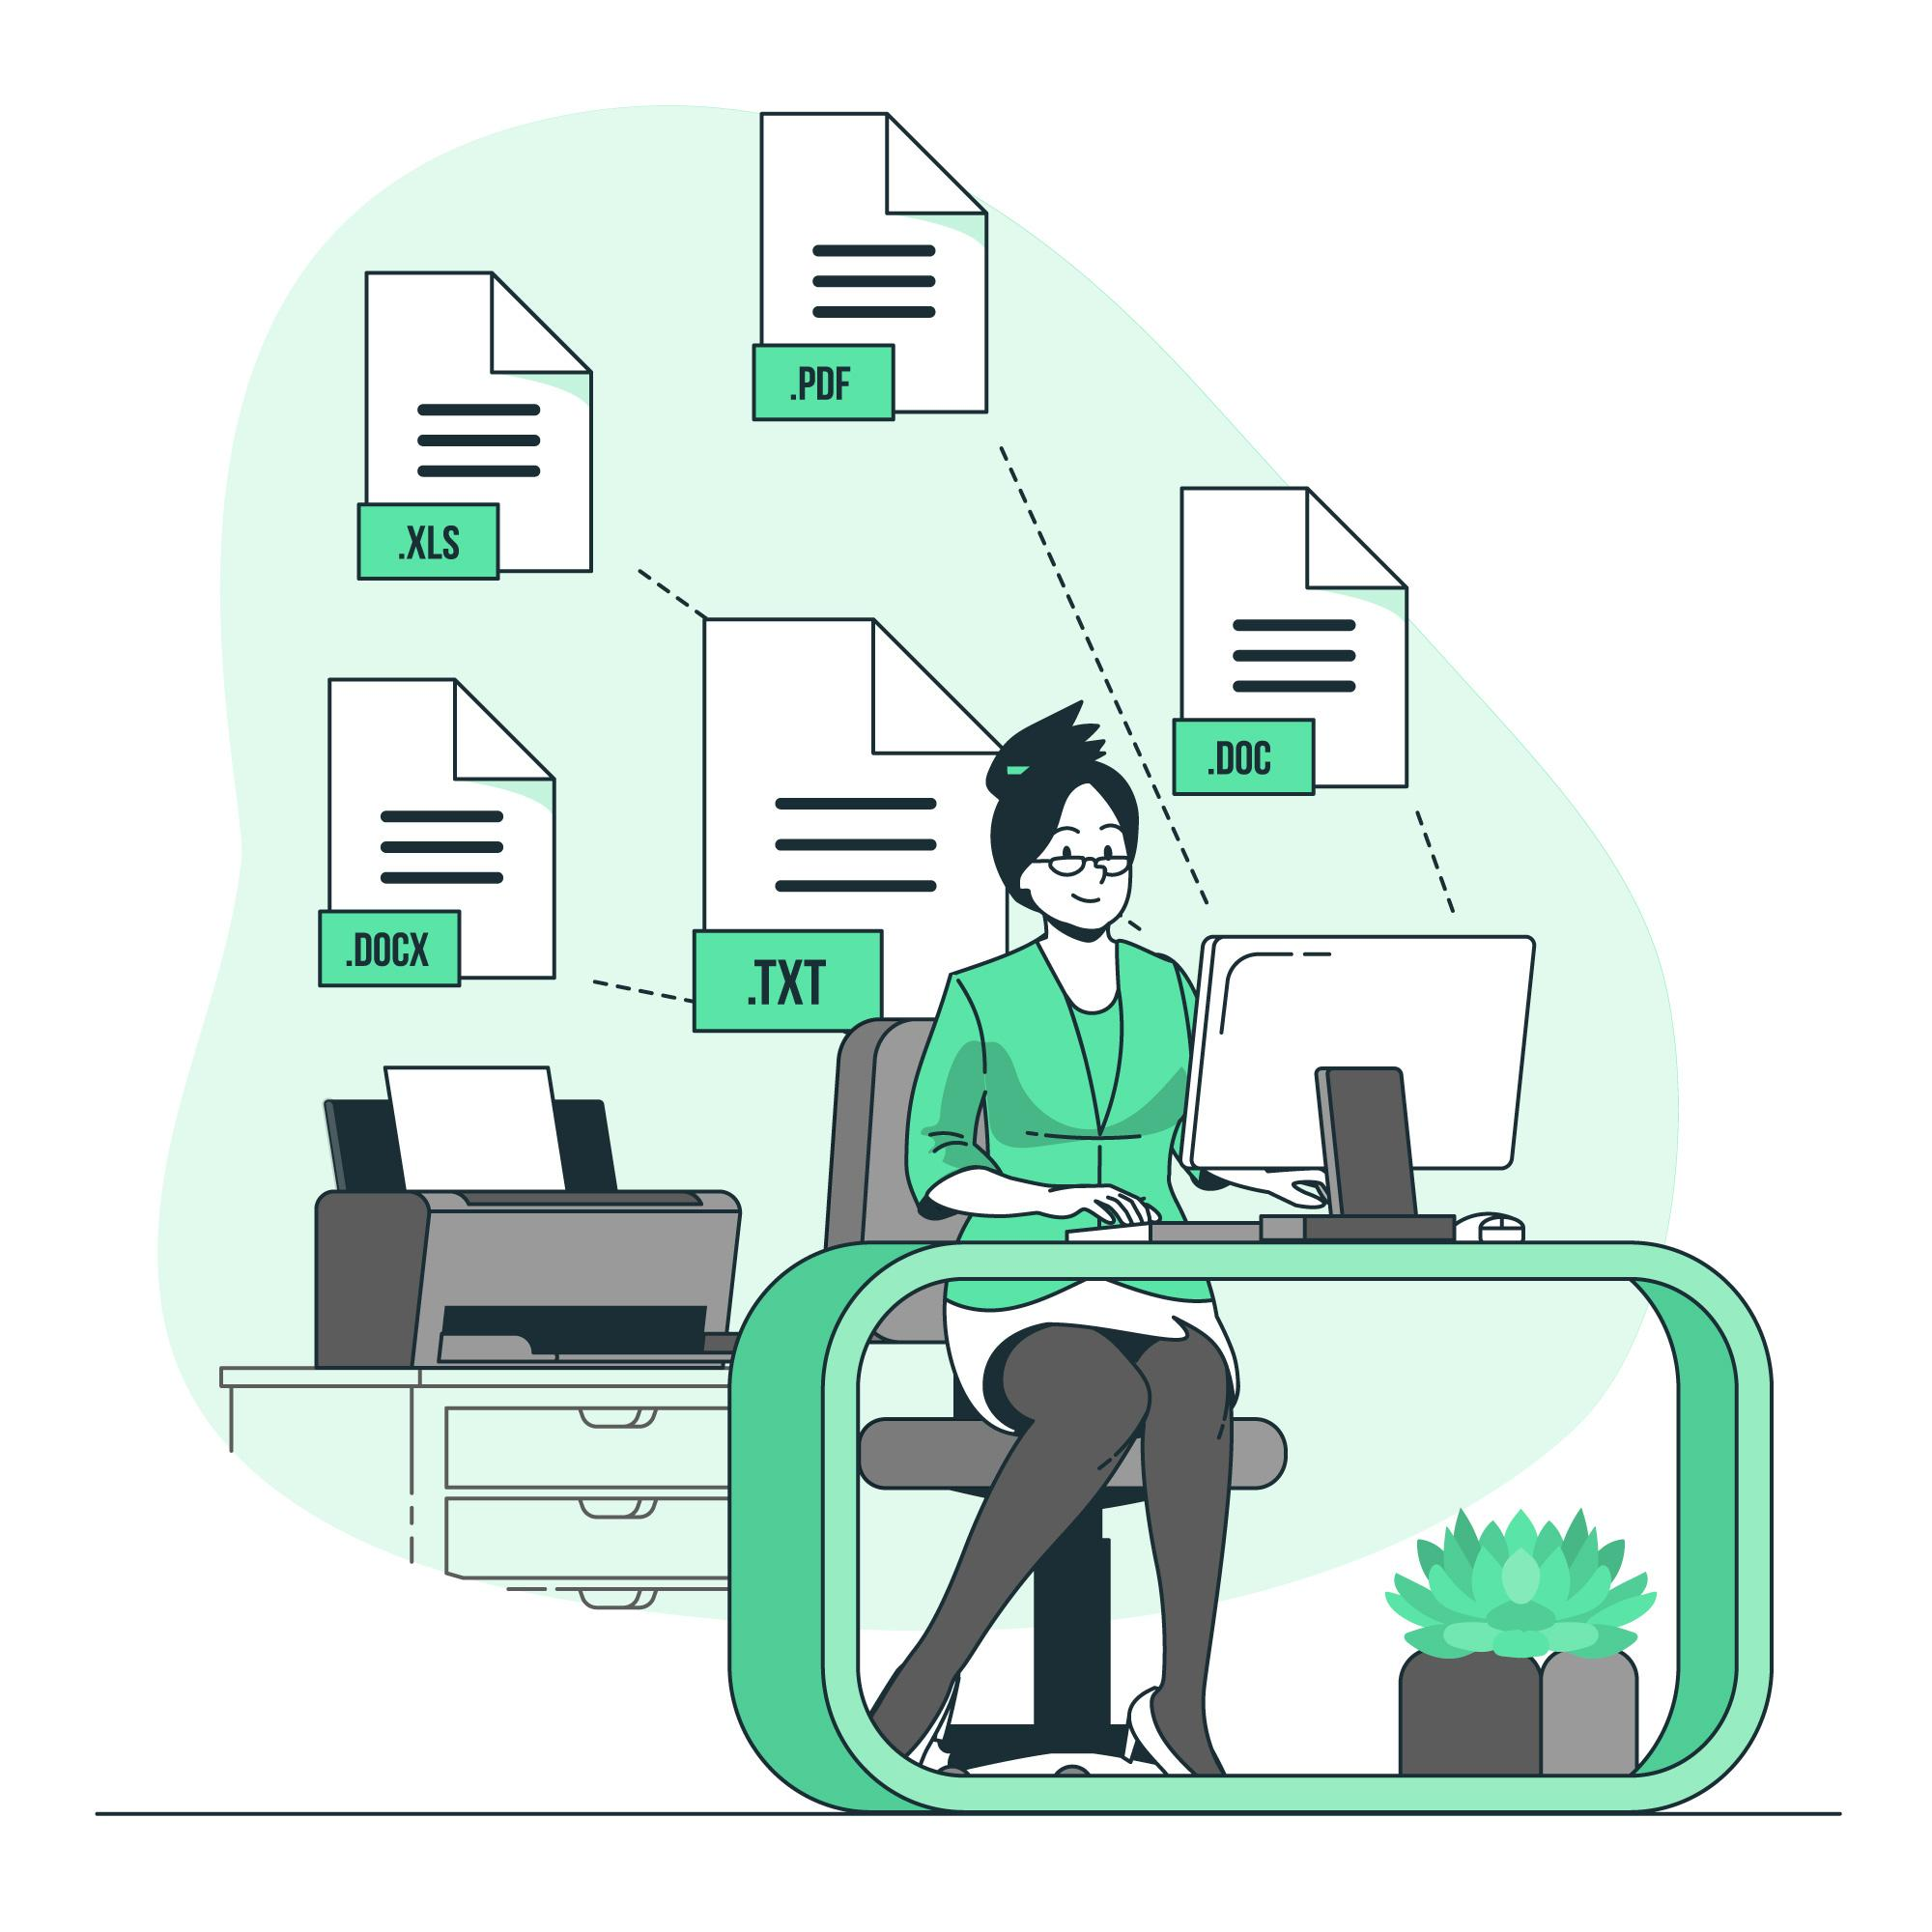 .PDF
.XLS
.DOC
.DOCX
.TXT